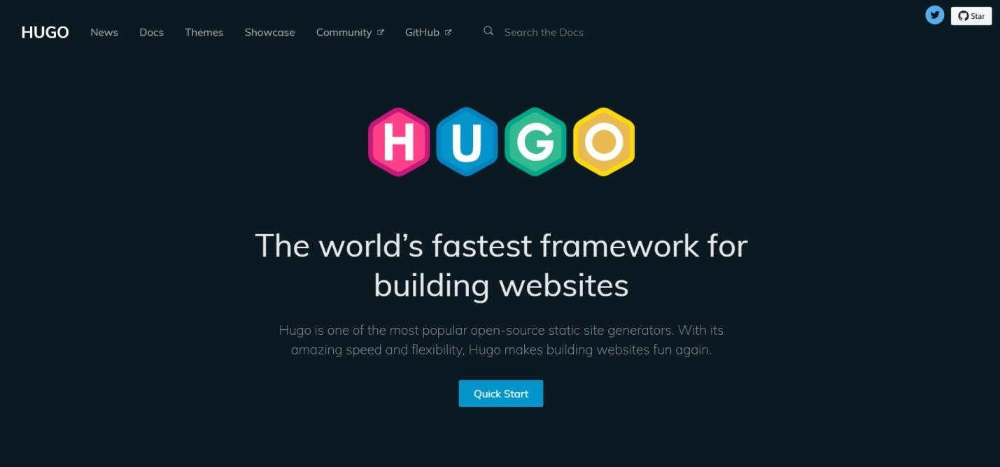 HUGO News Docs Themes Showcase Community GitHub Search the Docs Star
HUGO
The world’s fastest framework for
building websites
Hugo is one of the most popular open-source static site generators. With its
amazing speed and flexibility, Hugo makes building websites fun again.
Quick Start